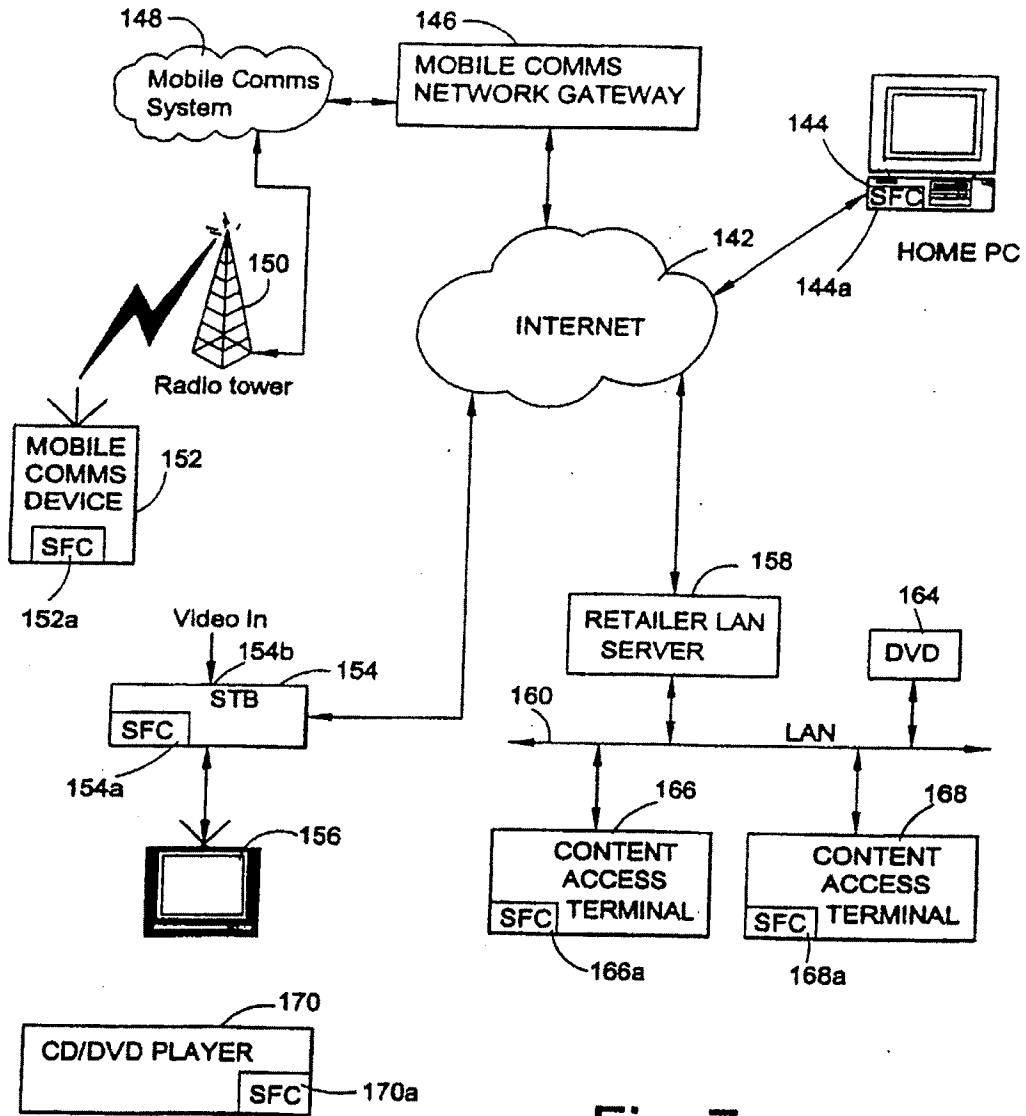 148
Mobile Comms
System
146
MOBILE COMMS
NETWORK GATEWAY
144
SFC
144a
HOME PC
142
INTERNET
150
Radio tower
MOBILE
COMMS
DEVICE
SFC
152
152a
Video In
154b
154
STB
SFC
154a
156
158
RETAILER LAN
SERVER
164
DVD
160
LAN
166
CONTENT
ACCESS
TERMINAL
SFC
166a
168
CONTENT
ACCESS
TERMINAL
SFC
168a
170
CD/DVD PLAYER
SFC
170a